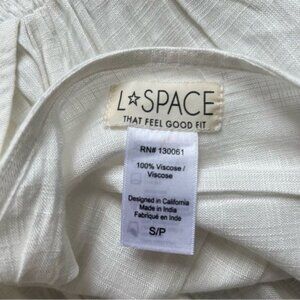 L☆SPACE
THAT FEEL GOOD FIT
RN# 130061
100% Viscose /
Viscose
Designed in California
Made in India
Fabriqué en Inde
S/P